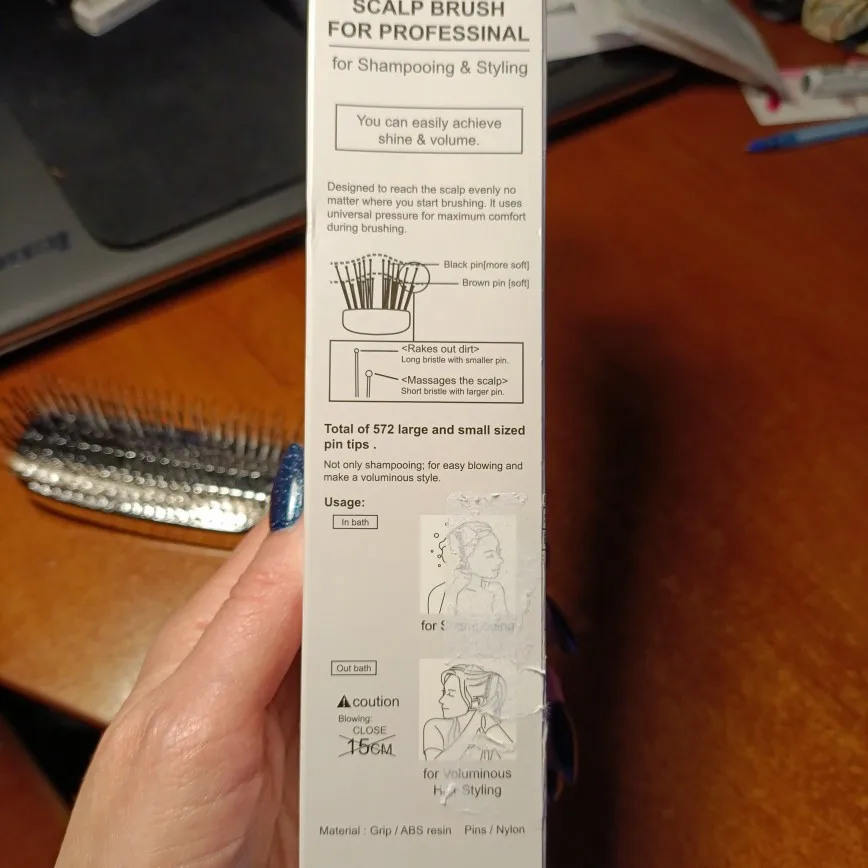 SCALP BRUSH
FOR PROFESSINAL
for Shampooing & Styling
You can easily achieve
shine & volume.
Designed to reach the scalp evenly no
matter where you start brushing. It uses
universal pressure for maximum comfort
during brushing.
Black pin[more soft]
Brown pin [soft]
<Rakes out dirt>
Long bristle with smaller pin.
<Massages the scalp>
Short bristle with larger pin.
Total of 572 large and small sized
pin tips .
Not only shampooing; for easy blowing and
make a voluminous style.
Usage:
In bath
for Shampooing
Out bath
coution
Blowing:
CLOSE
15CM
for Voluminous
Hair Styling
Material : Grip / ABS resin Pins / Nylon